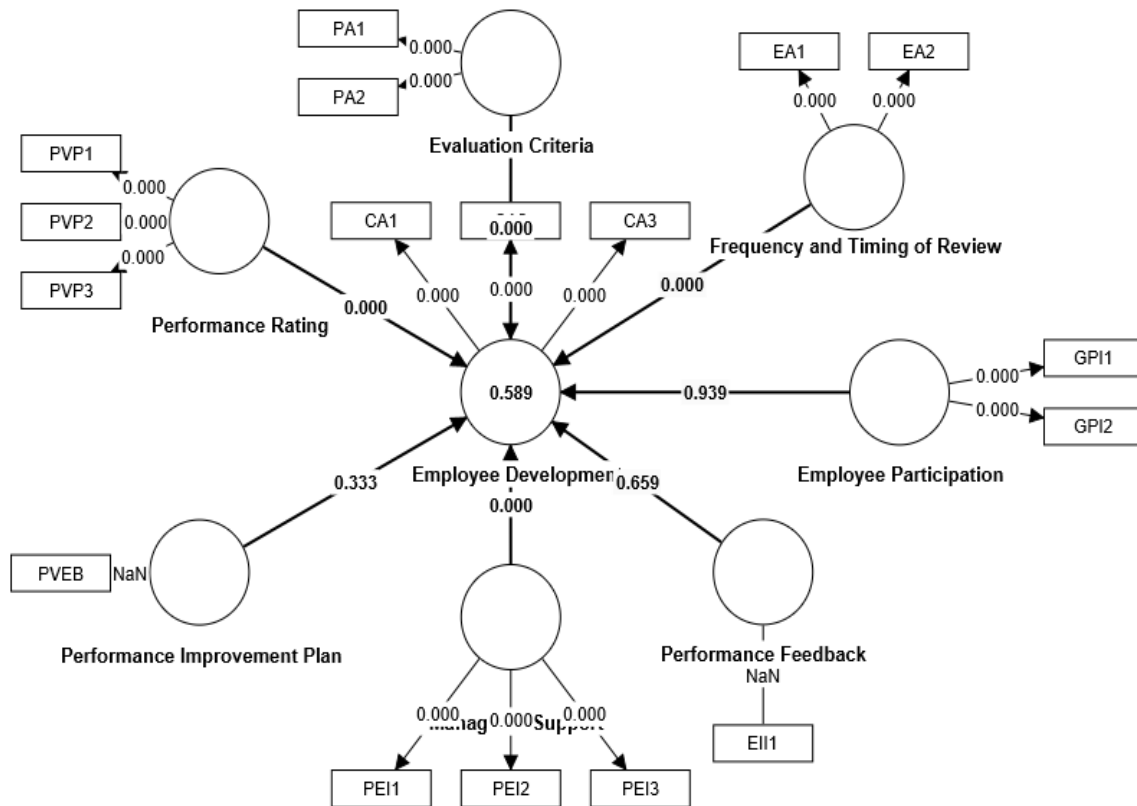 PA1
0.000
PA2
0.000
Evaluation Criteria
EA1
EA2
0.000
0.000
Frequency and Timing of Review
PVP1
0.000
PVP2
0.000
PVP3
0.000
Performance Rating
CA1
CA3
0.000
0.000
0.000
0.000
0.000
0.000
0.589
Employee Development
0.939
GPI1
0.000
GPI2
0.000
Employee Participation
0.333
0.000
0.659
PVEB
NaN
Performance Improvement Plan
Performance Feedback
NaN
EII1
0.000
0.000
0.000
Support
PEI1
PEI2
PEI3